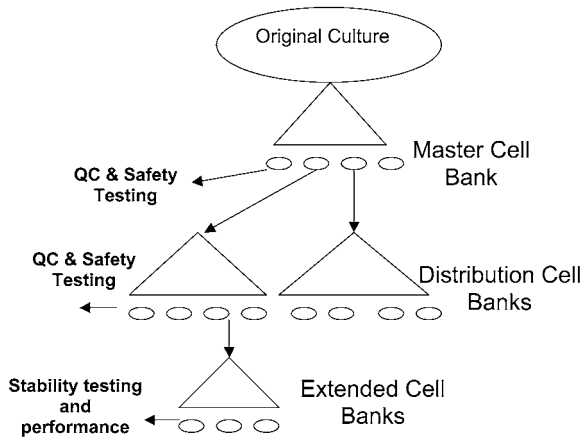 Original Culture
Master Cell
Bank
QC & Safety
Testing
QC & Safety
Testing
Distribution Cell
Banks
Stability testing
and
performance
Extended Cell
Banks